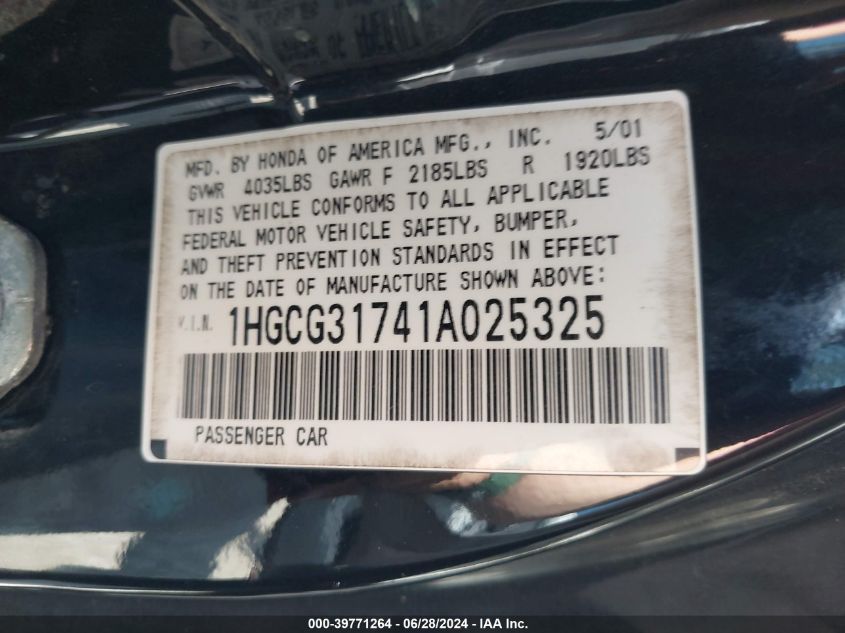 MFD. BY HONDA OF AMERICA MFG., INC. 5/01
GVWR 4035LBS GAWR F 2185LBS R 1920LBS
THIS VEHICLE CONFORMS TO ALL APPLICABLE
FEDERAL MOTOR VEHICLE SAFETY, BUMPER,
AND THEFT PREVENTION STANDARDS IN EFFECT
ON THE DATE OF MANUFACTURE SHOWN ABOVE:
V.I.N. 1HGCG31741A025325
PASSENGER CAR
000-39771264 - 06/28/2024 - IAA Inc.